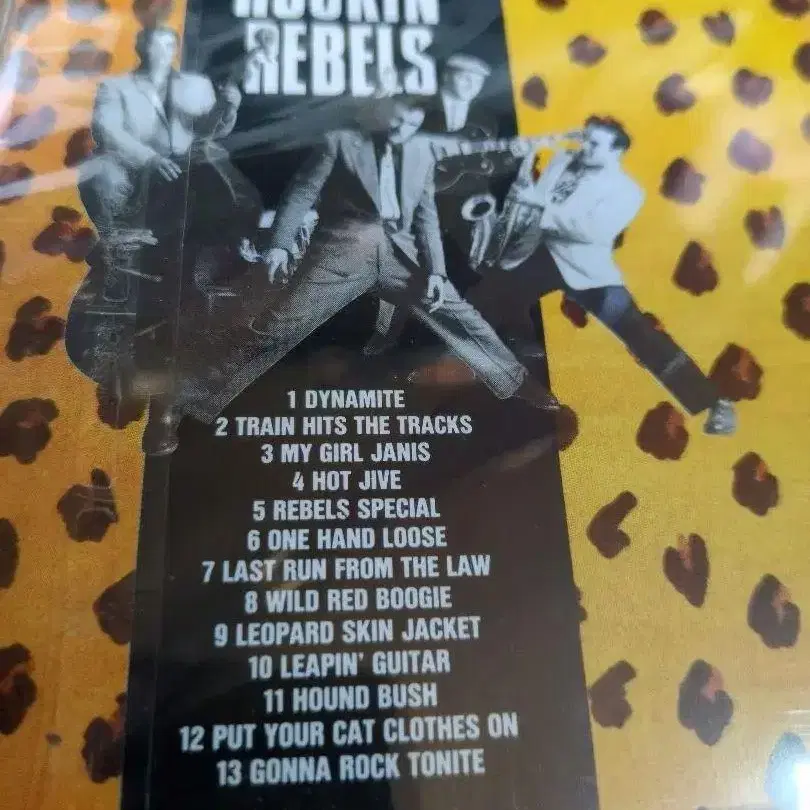 ROCKIN'
REBELS
1 DYNAMITE
2 TRAIN HITS THE TRACKS
3 MY GIRL JANIS
4 HOT JIVE
5 REBELS SPECIAL
6 ONE HAND LOOSE
7 LAST RUN FROM THE LAW
8 WILD RED BOOGIE
9 LEOPARD SKIN JACKET
10 LEAPIN' GUITAR
11 HOUND BUSH
12 PUT YOUR CAT CLOTHES ON
13 GONNA ROCK TONITE